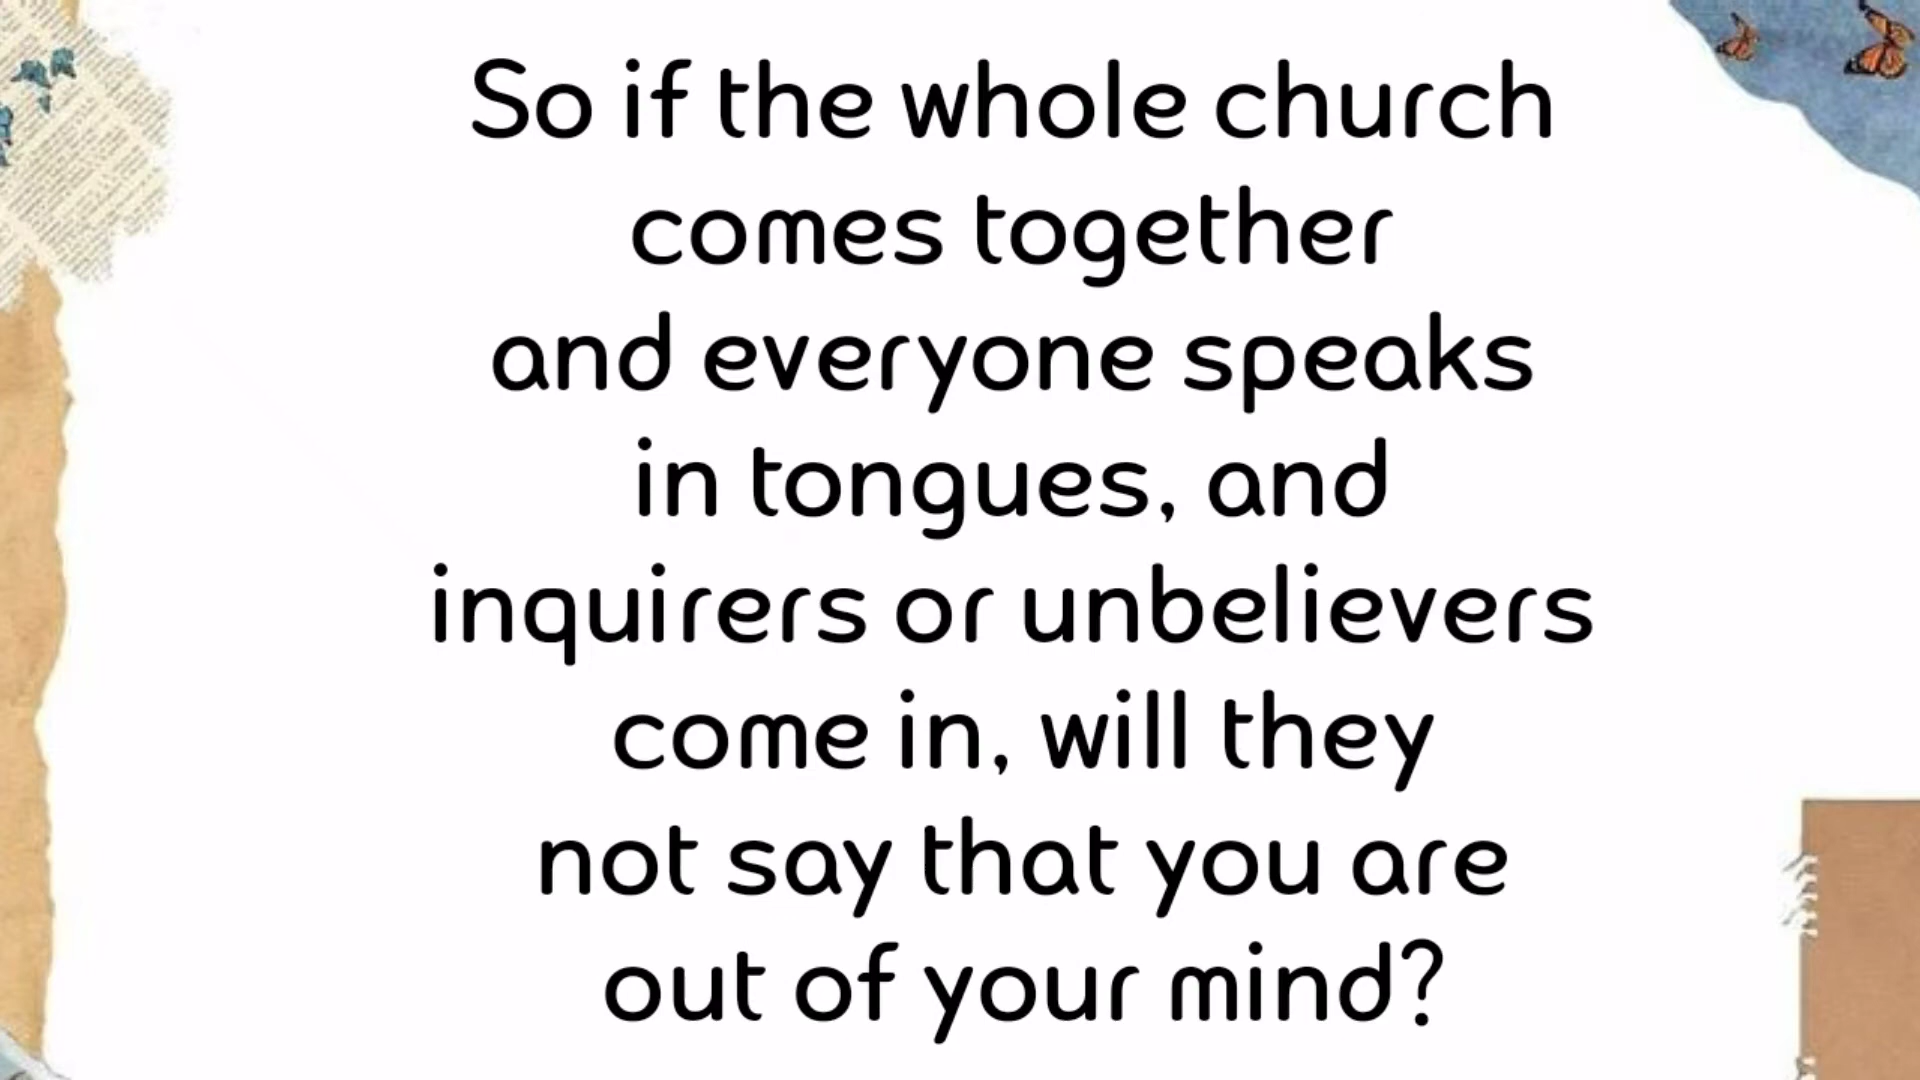 So if the whole church
comes together
and everyone speaks
in tongues, and
inquirers or unbelievers
come in, will they
not say that you are
out of your mind?